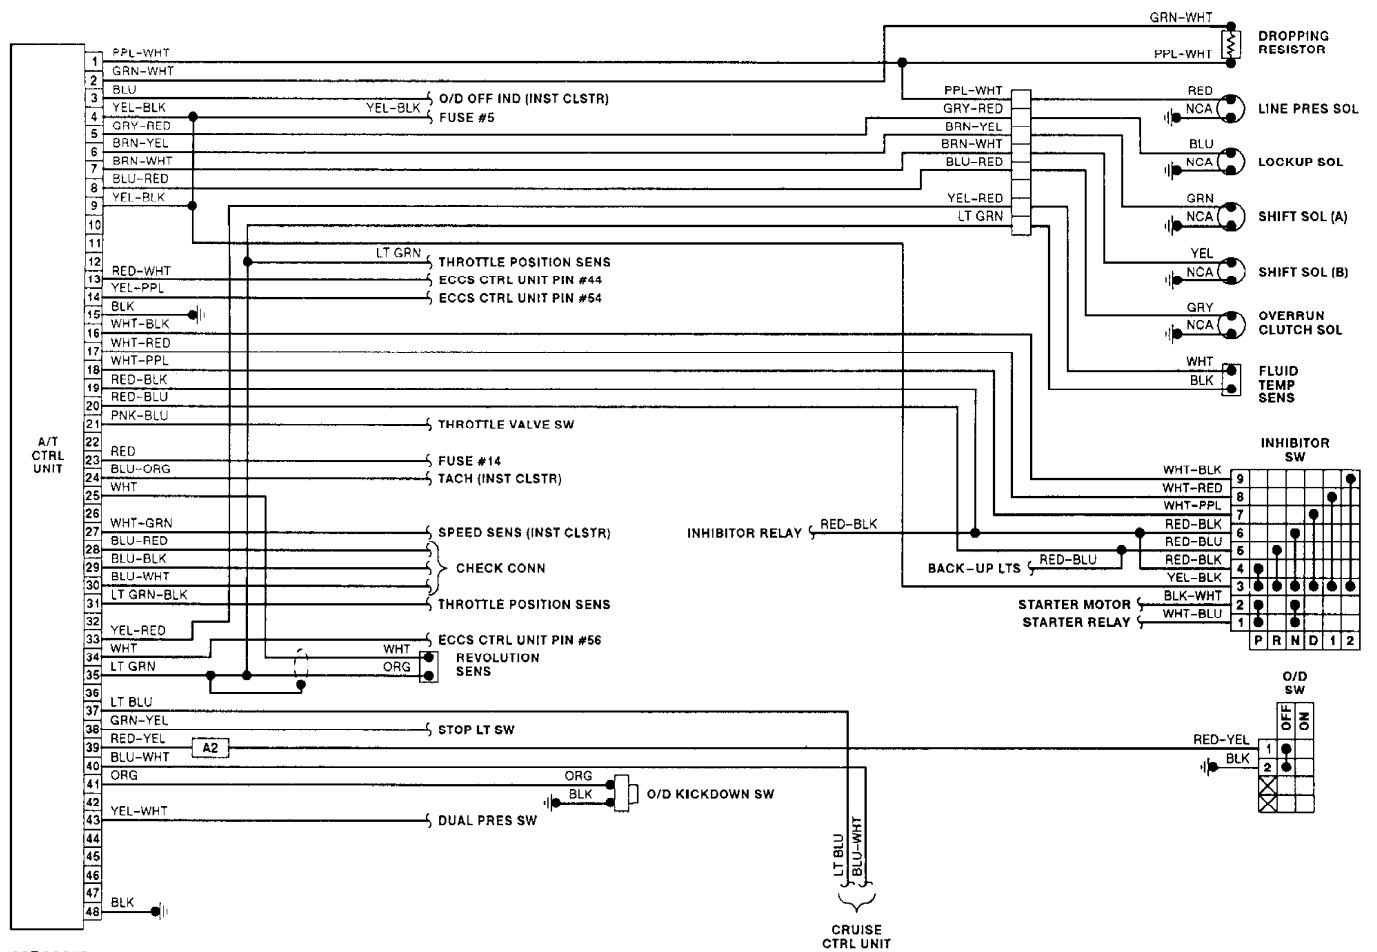 A/T
CTRL
UNIT
1 PPL-WHT
2 GRN-WHT
3 BLU
4 YEL-BLK
5 GRY-RED
6 BRN-YEL
7 BRN-WHT
8 BLU-RED
9 YEL-BLK
10
11
12
13 RED-WHT
14 YEL-PPL
15 BLK
16 WHT-BLK
17 WHT-RED
18 WHT-PPL
19 RED-BLK
20 RED-BLU
21 PNK-BLU
22
23 RED
24 BLU-ORG
25 WHT
26
27 WHT-GRN
28 BLU-RED
29 BLU-BLK
30 BLU-WHT
31 LT GRN-BLK
32
33 YEL-RED
34 WHT
35 LT GRN
36
37 LT BLU
38 GRN-YEL
39 RED-YEL
A2
40 BLU-WHT
41 ORG
42
43 YEL-WHT
44
45
46
47
48 BLK
O/D OFF IND (INST CLSTR)
YEL-BLK FUSE #5
LT GRN THROTTLE POSITION SENS
ECCS CTRL UNIT PIN #44
ECCS CTRL UNIT PIN #54
THROTTLE VALVE SW
FUSE #14
TACH (INST CLSTR)
SPEED SENS (INST CLSTR)
CHECK CONN
THROTTLE POSITION SENS
ECCS CTRL UNIT PIN #56
WHT
ORG
REVOLUTION
SENS
STOP LT SW
ORG
BLK
O/D KICKDOWN SW
DUAL PRES SW
LT BLU
BLU-WHT
CRUISE
CTRL UNIT
PPL-WHT
GRY-RED
BRN-YEL
BRN-WHT
BLU-RED
YEL-RED
LT GRN
GRN-WHT
PPL-WHT
DROPPING
RESISTOR
RED
NCA
LINE PRES SOL
BLU
NCA
LOCKUP SOL
GRN
NCA
SHIFT SOL (A)
YEL
NCA
SHIFT SOL (B)
GRY
NCA
OVERRUN
CLUTCH SOL
WHT
BLK
FLUID
TEMP
SENS
INHIBITOR
SW
WHT-BLK 9
WHT-RED 8
WHT-PPL 7
RED-BLK 6
RED-BLU 5
RED-BLK 4
YEL-BLK 3
BLK-WHT 2
WHT-BLU 1
P R N D 1 2
INHIBITOR RELAY RED-BLK
BACK-UP LTS RED-BLU
STARTER MOTOR
STARTER RELAY
O/D
SW
OFF
ON
RED-YEL 1
BLK 2